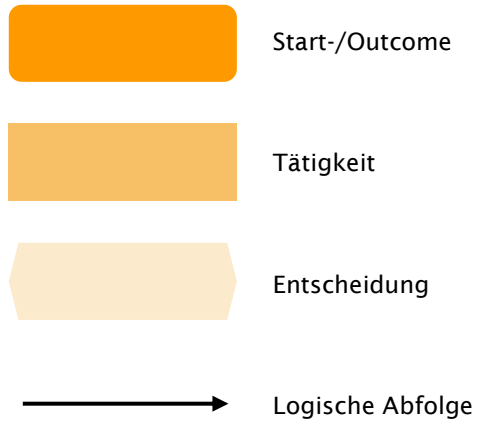 Start-/Outcome
Tätigkeit
Entscheidung
Logische Abfolge